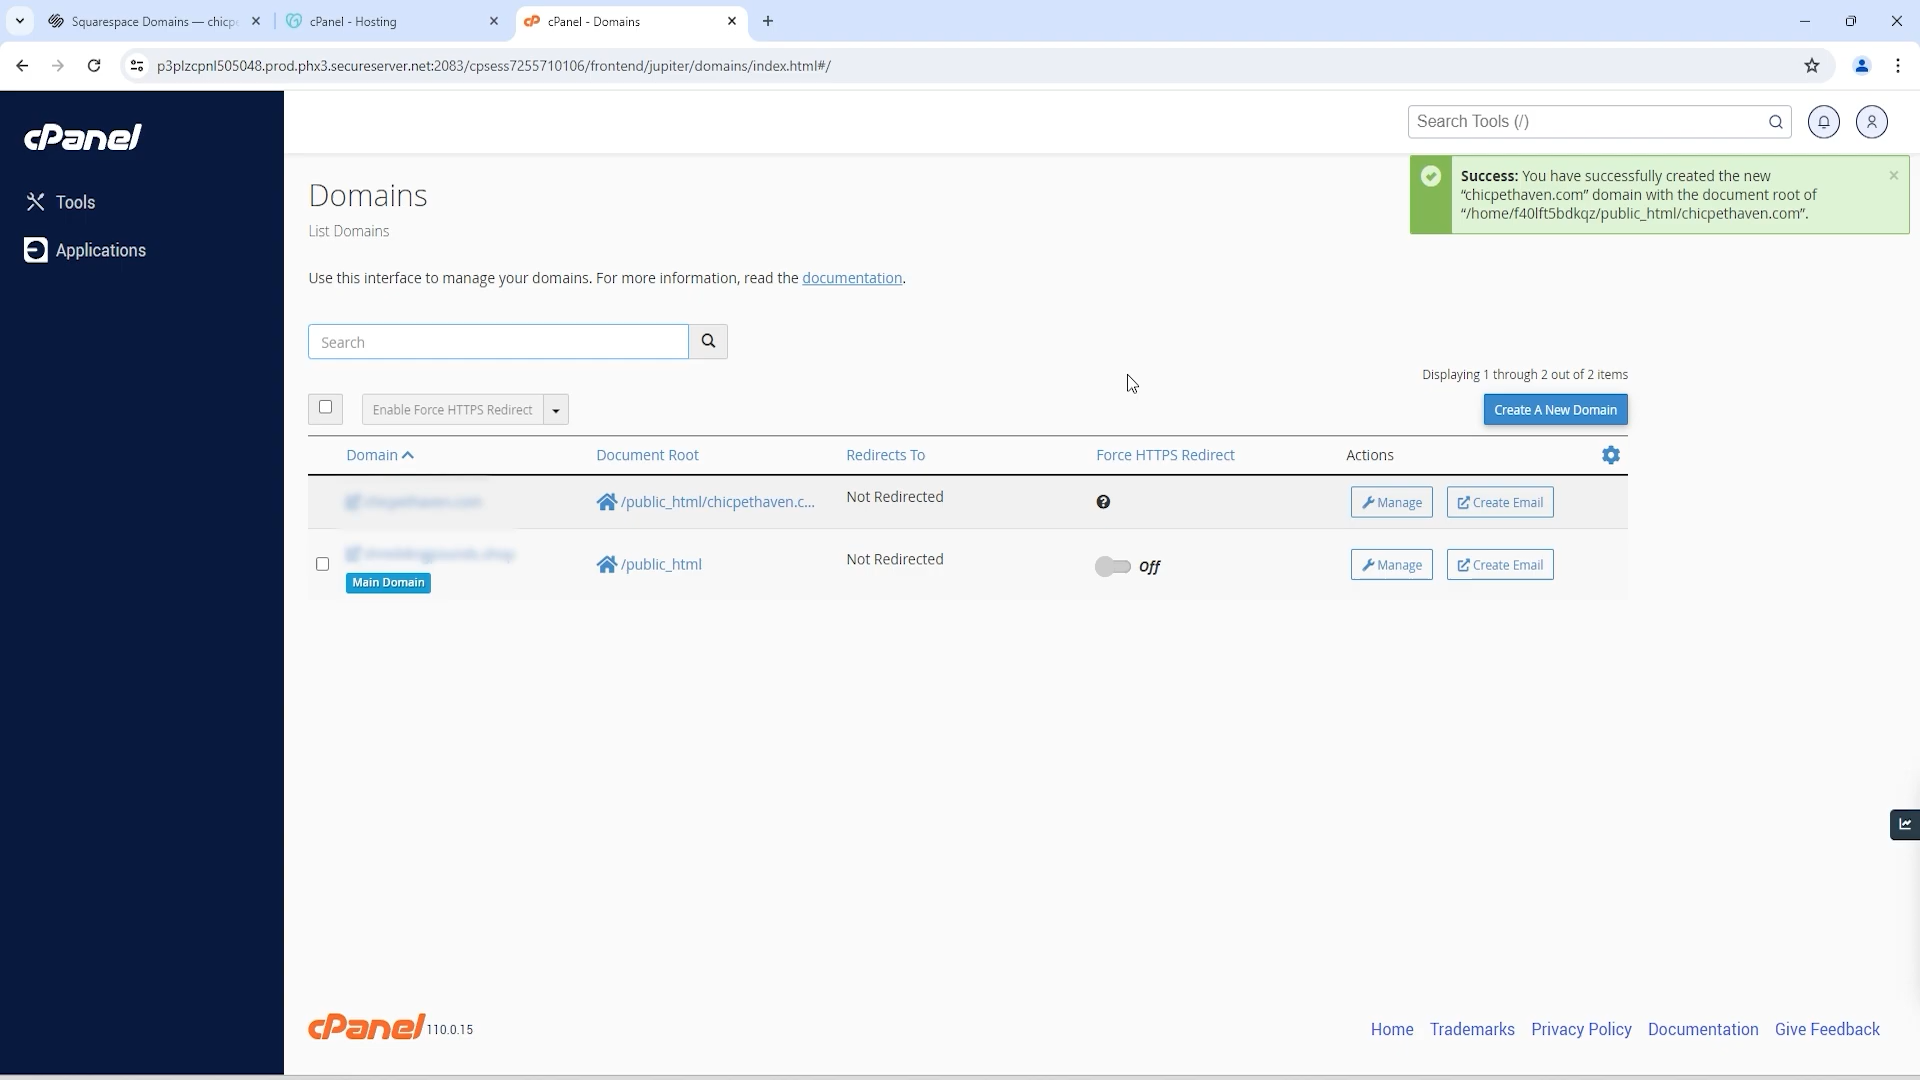 Squarespace Domains — chicp
cPanel - Hosting
cPanel - Domains
p3plzcpnl505048.prod.phx3.secureserver.net:2083/cpsess7255710106/frontend/jupiter/domains/index.html#/
cPanel
Tools
Applications
Search Tools (/)
Success: You have successfully created the new
“chicpethaven.com” domain with the document root of
“/home/f40lft5bdkqz/public_html/chicpethaven.com”.
Domains
List Domains
Use this interface to manage your domains. For more information, read the documentation.
Search
Displaying 1 through 2 out of 2 items
Enable Force HTTPS Redirect
Create A New Domain
Domain Document Root Redirects To Force HTTPS Redirect Actions
/public_html/chicpethaven.c... Not Redirected Manage Create Email
/public_html Not Redirected Off Manage Create Email
Main Domain
cPanel 110.0.15
Home Trademarks Privacy Policy Documentation Give Feedback